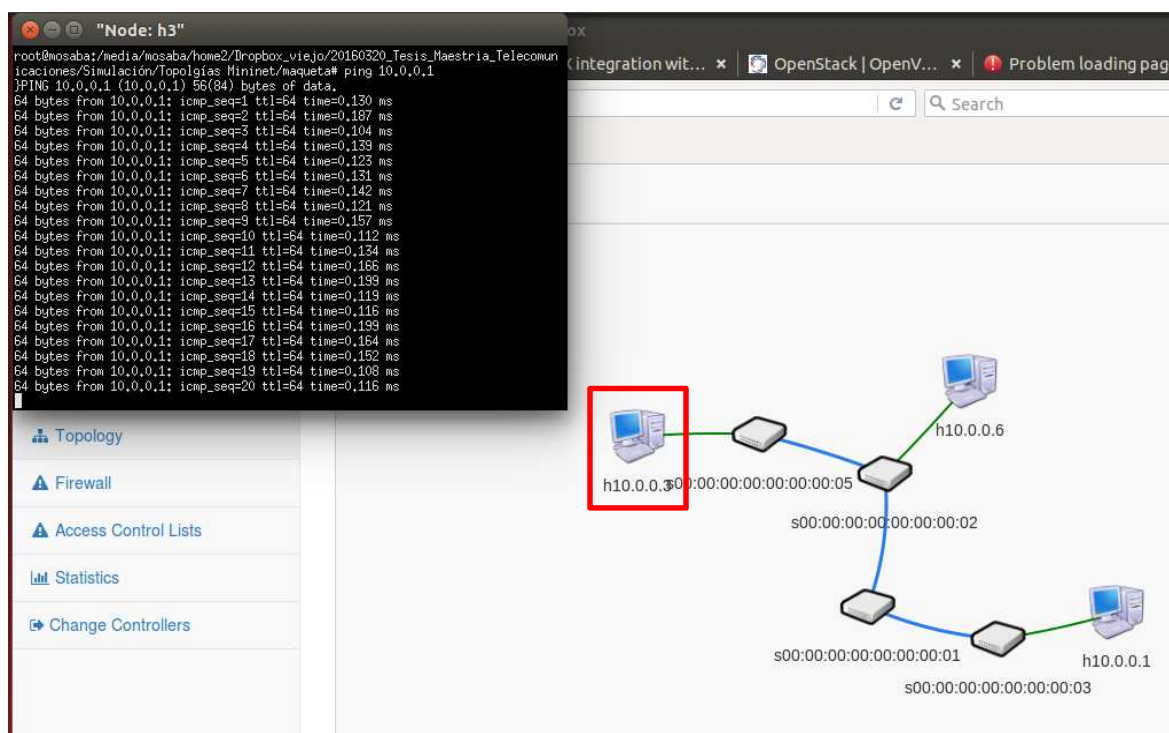 "Node: h3"
root@mosaba:/media/mosaba/home2/Dropbox_viejo/20160320_Tesis_Maestria_Telecomun
icaciones/Simulación/Topolgías Mininet/maqueta# ping 10.0.0.1
}PING 10.0.0.1 (10.0.0.1) 56(84) bytes of data.
64 bytes from 10.0.0.1: icmp_seq=1 ttl=64 time=0.130 ms
64 bytes from 10.0.0.1: icmp_seq=2 ttl=64 time=0.187 ms
64 bytes from 10.0.0.1: icmp_seq=3 ttl=64 time=0.104 ms
64 bytes from 10.0.0.1: icmp_seq=4 ttl=64 time=0.139 ms
64 bytes from 10.0.0.1: icmp_seq=5 ttl=64 time=0.123 ms
64 bytes from 10.0.0.1: icmp_seq=6 ttl=64 time=0.131 ms
64 bytes from 10.0.0.1: icmp_seq=7 ttl=64 time=0.142 ms
64 bytes from 10.0.0.1: icmp_seq=8 ttl=64 time=0.121 ms
64 bytes from 10.0.0.1: icmp_seq=9 ttl=64 time=0.157 ms
64 bytes from 10.0.0.1: icmp_seq=10 ttl=64 time=0.112 ms
64 bytes from 10.0.0.1: icmp_seq=11 ttl=64 time=0.134 ms
64 bytes from 10.0.0.1: icmp_seq=12 ttl=64 time=0.166 ms
64 bytes from 10.0.0.1: icmp_seq=13 ttl=64 time=0.199 ms
64 bytes from 10.0.0.1: icmp_seq=14 ttl=64 time=0.119 ms
64 bytes from 10.0.0.1: icmp_seq=15 ttl=64 time=0.116 ms
64 bytes from 10.0.0.1: icmp_seq=16 ttl=64 time=0.199 ms
64 bytes from 10.0.0.1: icmp_seq=17 ttl=64 time=0.164 ms
64 bytes from 10.0.0.1: icmp_seq=18 ttl=64 time=0.152 ms
64 bytes from 10.0.0.1: icmp_seq=19 ttl=64 time=0.108 ms
64 bytes from 10.0.0.1: icmp_seq=20 ttl=64 time=0.116 ms
ox
integration wit... × OpenStack | OpenV... × Problem loading pag
Search
Topology
Firewall
Access Control Lists
Statistics
Change Controllers
h10.0.0.6
h10.0.0.3
s00:00:00:00:00:00:00:05
s00:00:00:00:00:00:00:02
s00:00:00:00:00:00:00:01
h10.0.0.1
s00:00:00:00:00:00:00:03